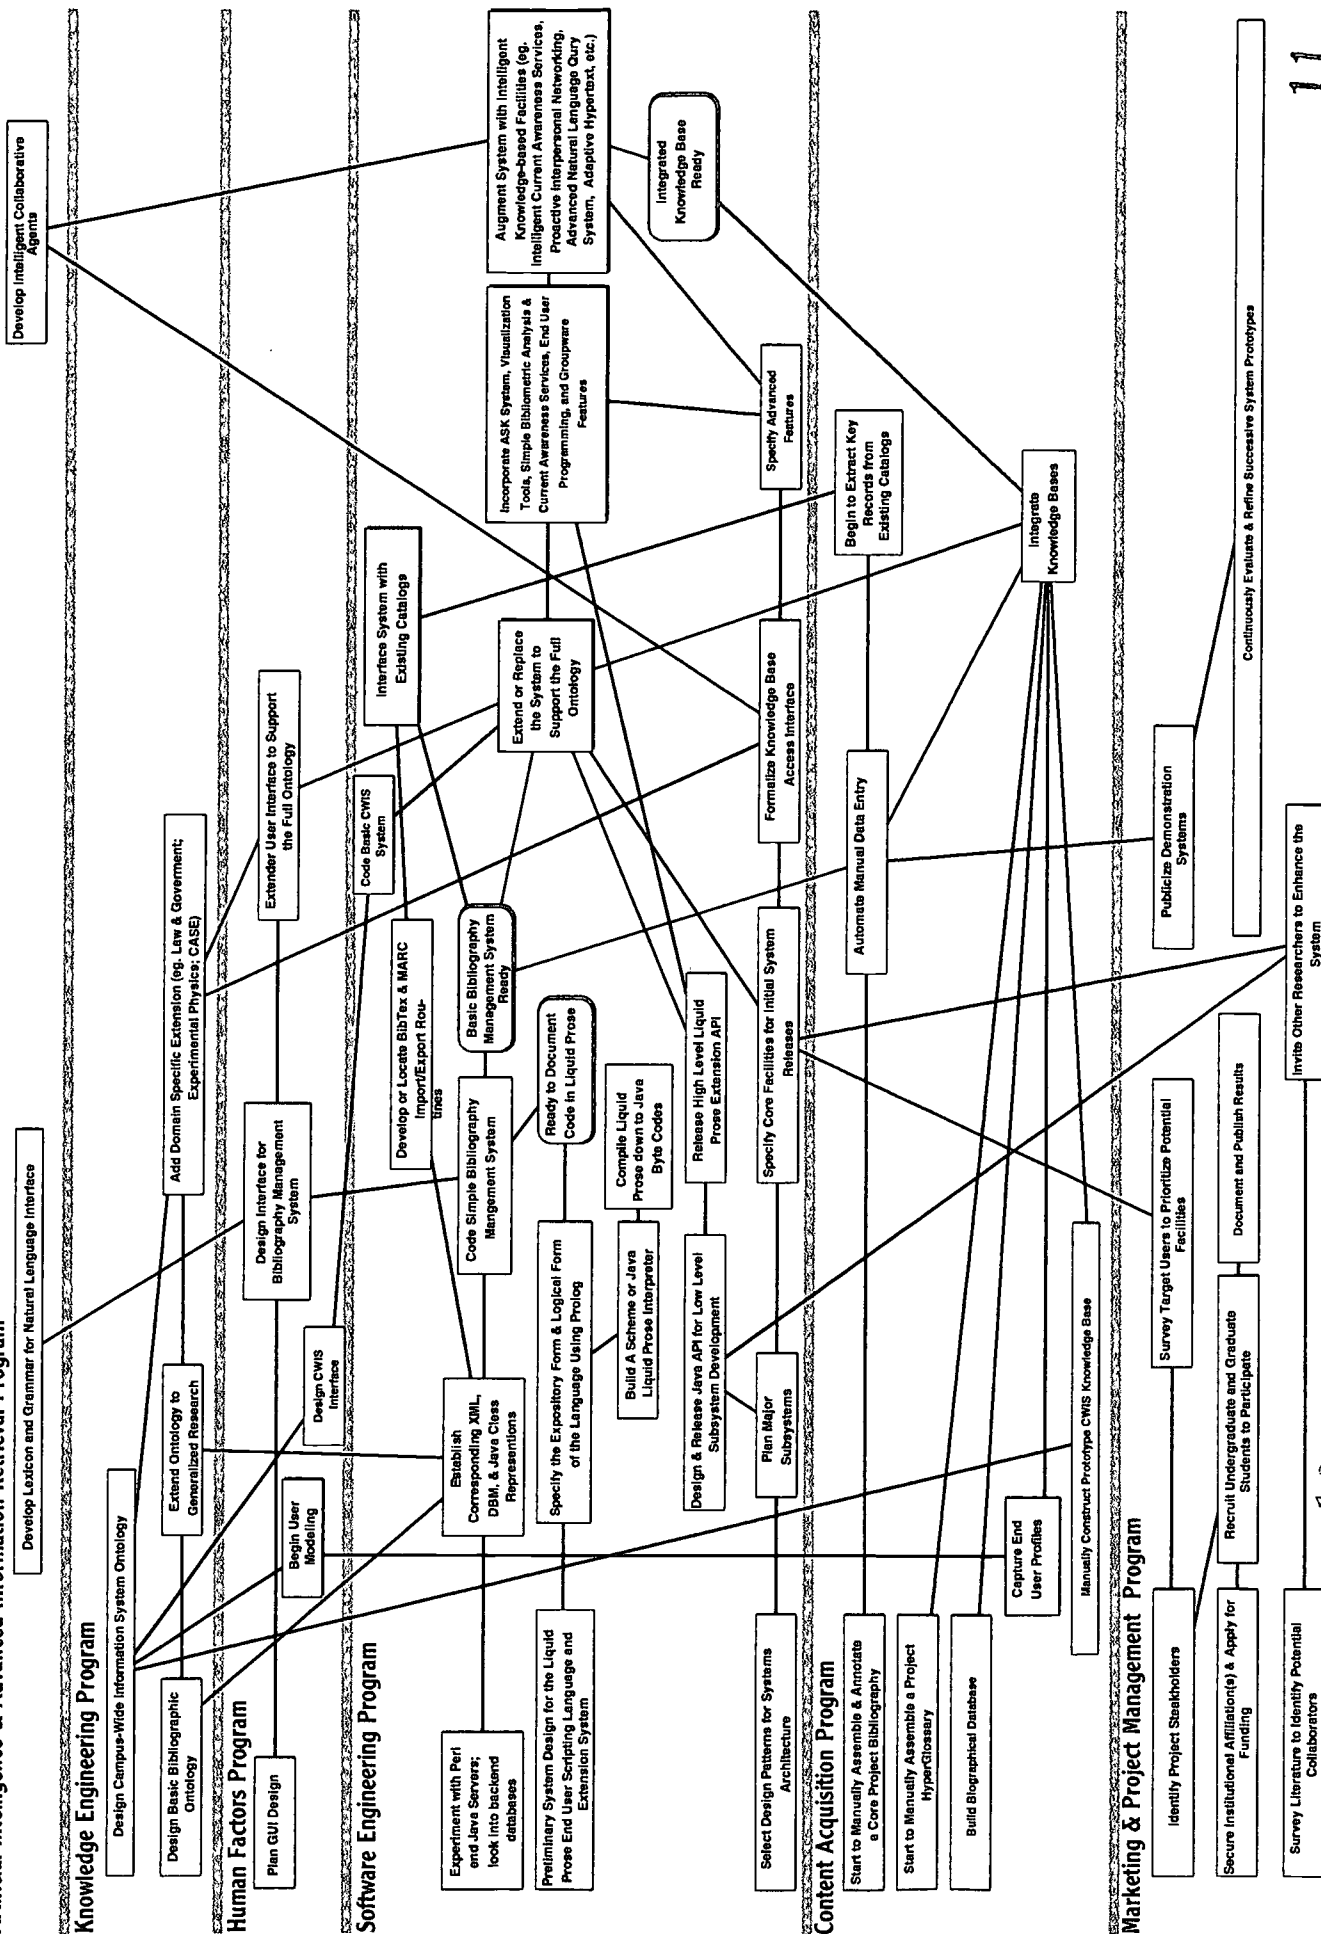 Artificial Intelligence & Advanced Information Retrieval Program
Develop Lexicon and Grammar for Natural Language Interface
Develop Intelligent Collaborative
Agents
Knowledge Engineering Program
Design Campus-Wide Information System Ontology
Design Basic Bibliographic
Ontology
Extend Ontology to
Generalized Research
Add Domain Specific Extension (eg. Law & Goverment;
Experimental Physics; CASE)
Human Factors Program
Plan GUI Design
Begin User
Modeling
Design CWIS
Interface
Design Interface for
Bibliography Management
System
Extender User Interface to Support
the Full Ontology
Software Engineering Program
Code Basic CWIS
System
Interface System with
Existing Catalogs
Develop or Locate BibTex & MARC
Import/Export Rou-
tines
Experiment with Perl
and Java Servers;
look into backend
databases
Establish
Corresponding XML,
DBM, & Java Class
Representions
Code Simple Bibliography
Mangement System
Basic Bibliography
Management System
Ready
Extend or Replace
the System to
Support the Full
Ontology
Incorporate ASK System, Visualization
Tools, Simple Bibliometric Analysis &
Current Awareness Services, End User
Programming, and Groupware
Features
Augment System with Intelligent
Knowledge-based Facilities (eg.
Intelligent Current Awareness Services,
Proactive Interpersonal Networking,
Advanced Natural Language Qury
System, Adaptive Hypertext, etc.)
Preliminary System Design for the Liquid
Prose End User Scripting Language and
Extension System
Specify the Expository Form & Logical Form
of the Language Using Prolog
Ready to Document
Code in Liquid Prose
Build A Scheme or Java
Liquid Prose Interpreter
Compile Liquid
Prose down to Java
Byte Codes
Integrated
Knowledge Base
Ready
Design & Release Java API for Low Level
Subsystem Development
Release High Level Liquid
Prose Extension API
Select Design Patterns for Systems
Architecture
Plan Major
Subsystems
Specify Core Facilities for Initial System
Releases
Formalize Knowledge Base
Access Interface
Specify Advanced
Features
Content Acquisition Program
Start to Manually Assemble & Annotate
a Core Project Bibliography
Automate Manual Data Entry
Begin to Extract Key
Records from
Existing Catalogs
Start to Manually Assemble a Project
HyperGlossary
Build Biographical Database
Capture End
User Profiles
Integrate
Knowledge Bases
Manually Construct Prototype CWIS Knowledge Base
Marketing & Project Management Program
Identify Project Steakholders
Survey Target Users to Prioritize Potential
Facilities
Publicize Demonstration
Systems
Secure Institutional Affiliation(s) & Apply for
Funding
Recruit Undergraduate and Graduate
Students to Participate
Document and Publish Results
Continuously Evaluate & Refine Successive System Prototypes
Survey Literature to Identify Potential
Collaborators
Invite Other Researchers to Enhance the
System
11